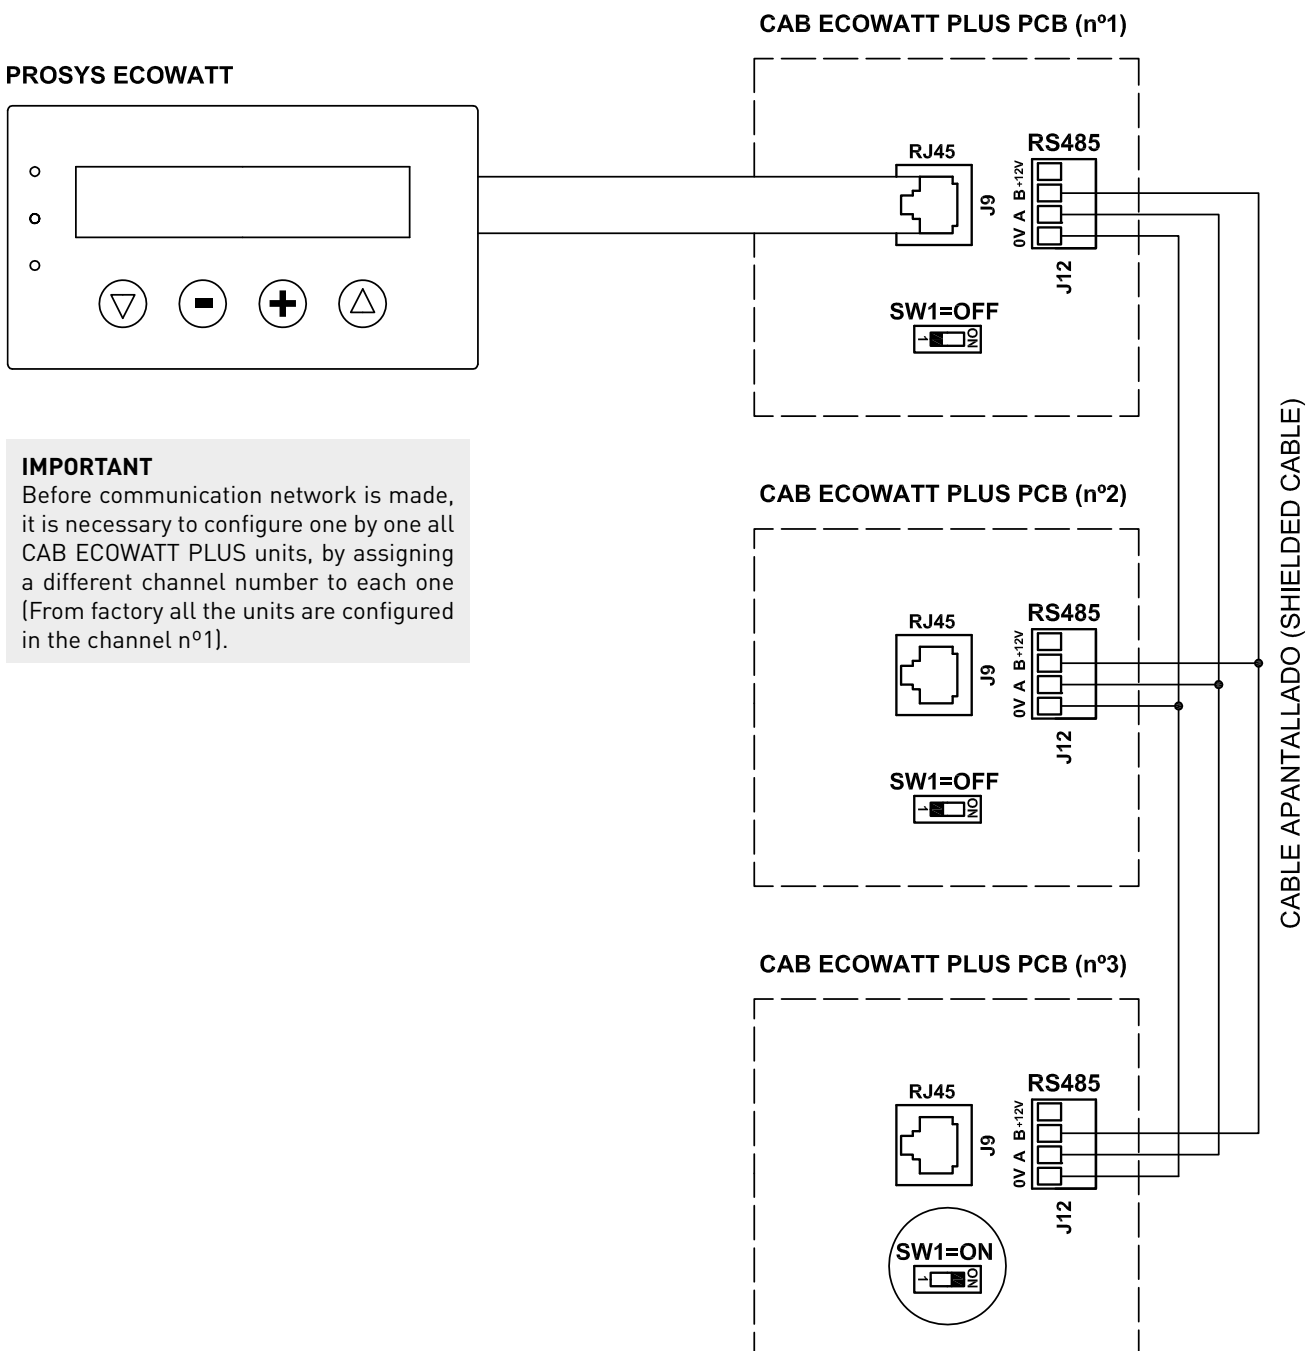 CAB ECOWATT PLUS PCB (nº1)
PROSYS ECOWATT
RJ45
RS485
J9
0V A B +12V
J12
SW1=OFF
1 ON
IMPORTANT
Before communication network is made,
it is necessary to configure one by one all
CAB ECOWATT PLUS units, by assigning
a different channel number to each one
(From factory all the units are configured
in the channel nº1).
CAB ECOWATT PLUS PCB (nº2)
RJ45
RS485
J9
0V A B +12V
J12
SW1=OFF
1 ON
CABLE APANTALLADO (SHIELDED CABLE)
CAB ECOWATT PLUS PCB (nº3)
RJ45
RS485
J9
0V A B +12V
J12
SW1=ON
1 ON